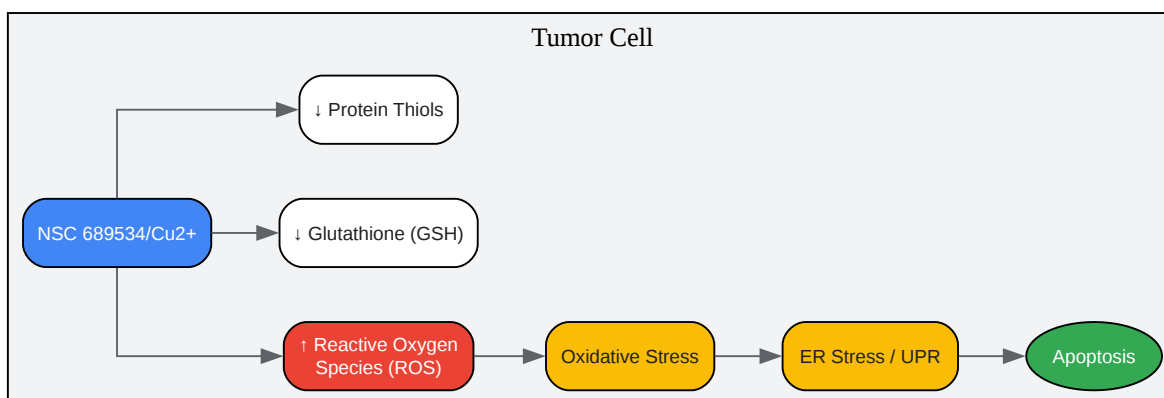 Tumor Cell
↓ Protein Thiols
NSC 689534/Cu2+
↓ Glutathione (GSH)
↑ Reactive Oxygen
Species (ROS)
Oxidative Stress
ER Stress / UPR
Apoptosis